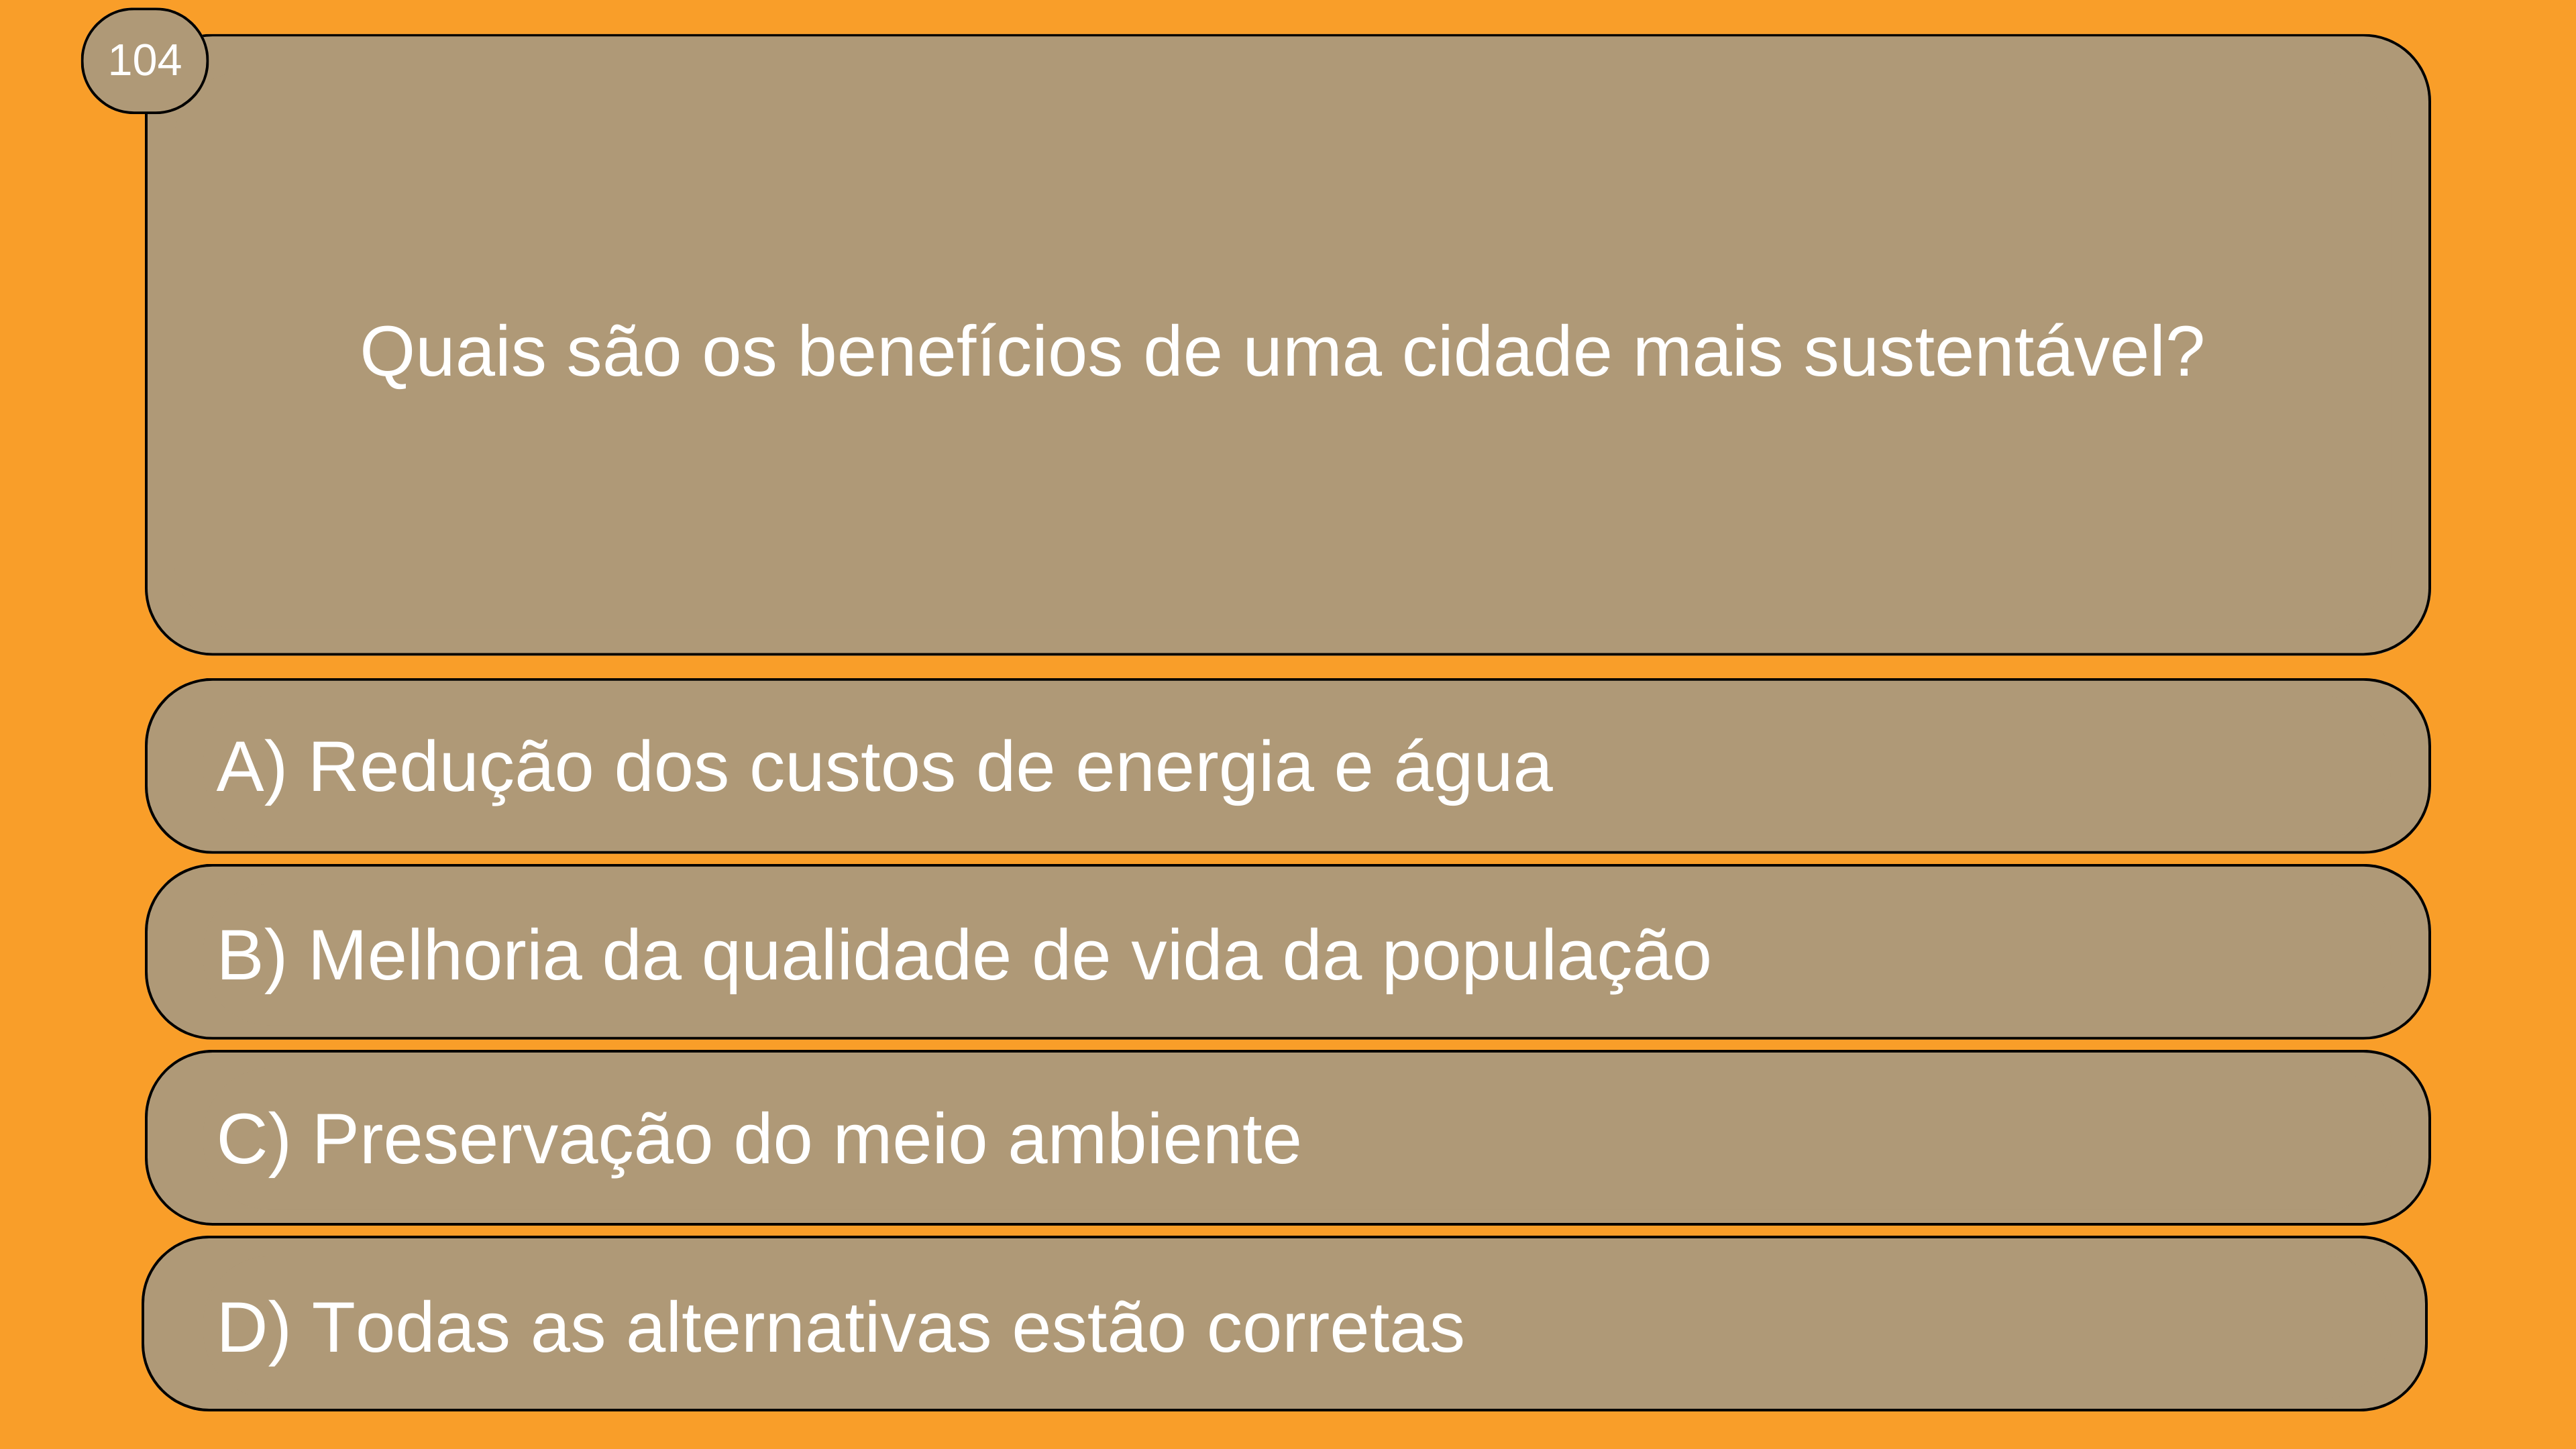 104
Quais são os benefícios de uma cidade mais sustentável?
A) Redução dos custos de energia e água
B) Melhoria da qualidade de vida da população
C) Preservação do meio ambiente
D) Todas as alternativas estão corretas